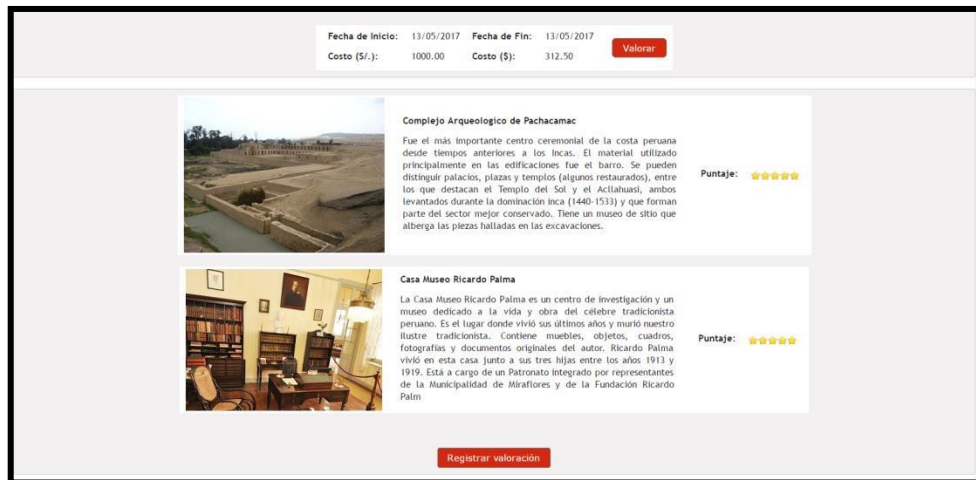 Fecha de Inicio: 13/05/2017 Fecha de Fin: 13/05/2017
Costo (S/.): 1000.00 Costo ($): 312.50
Valorar
Complejo Arqueologico de Pachacamac
Fue el más importante centro ceremonial de la costa peruana
desde tiempos anteriores a los Incas. El material utilizado
principalmente en las edificaciones fue el barro. Se pueden
distinguir palacios, plazas y templos (algunos restaurados), entre
los que destacan el Templo del Sol y el Acllahuasi, ambos
levantados durante la dominación inca (1440-1533) y que forman
parte del sector mejor conservado. Tiene un museo de sitio que
alberga las piezas halladas en las excavaciones.
Puntaje:
Casa Museo Ricardo Palma
La Casa Museo Ricardo Palma es un centro de investigación y un
museo dedicado a la vida y obra del célebre tradicionista
peruano. Es el lugar donde vivió sus últimos años y murió nuestro
ilustre tradicionista. Contiene muebles, objetos, cuadros,
fotografías y documentos originales del autor. Ricardo Palma
vivió en esta casa junto a sus tres hijas entre los años 1913 y
1919. Está a cargo de un Patronato integrado por representantes
de la Municipalidad de Miraflores y de la Fundación Ricardo
Palm
Puntaje:
Registrar valoración